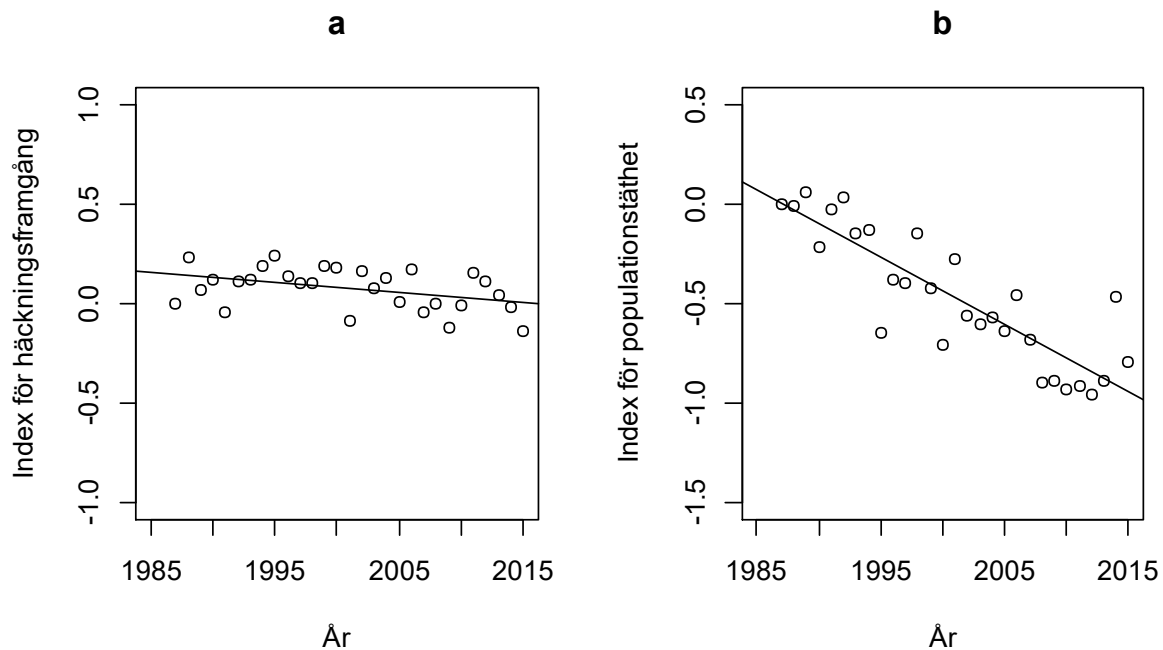 a
Index för häckningsframgång
1.0
0.5
0.0
-0.5
-1.0
1985 1995 2005 2015
År
b
Index för populationstäthet
0.5
0.0
-0.5
-1.0
-1.5
1985 1995 2005 2015
År